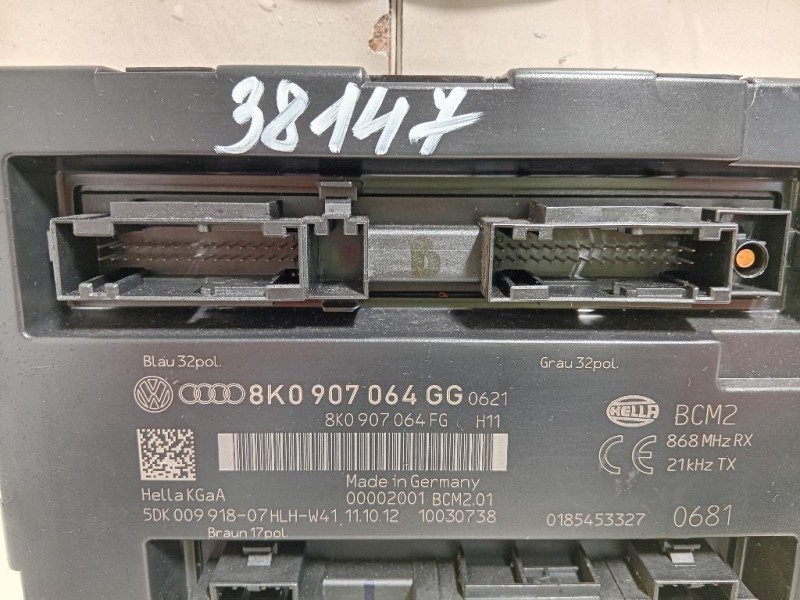 38147
6
Blau 32pol.
Grau 32pol.
8K0 907 064 GG 0621
8K0 907 064 FG H11
HELLA
BCM2
868 MHz RX
21kHz TX
Made in Germany
Hella KGaA
00002001 BCM2.01
5DK 009 918-07HLH-W41, 11.10.12 10030738
0185453327
0681
Braun 17pol.